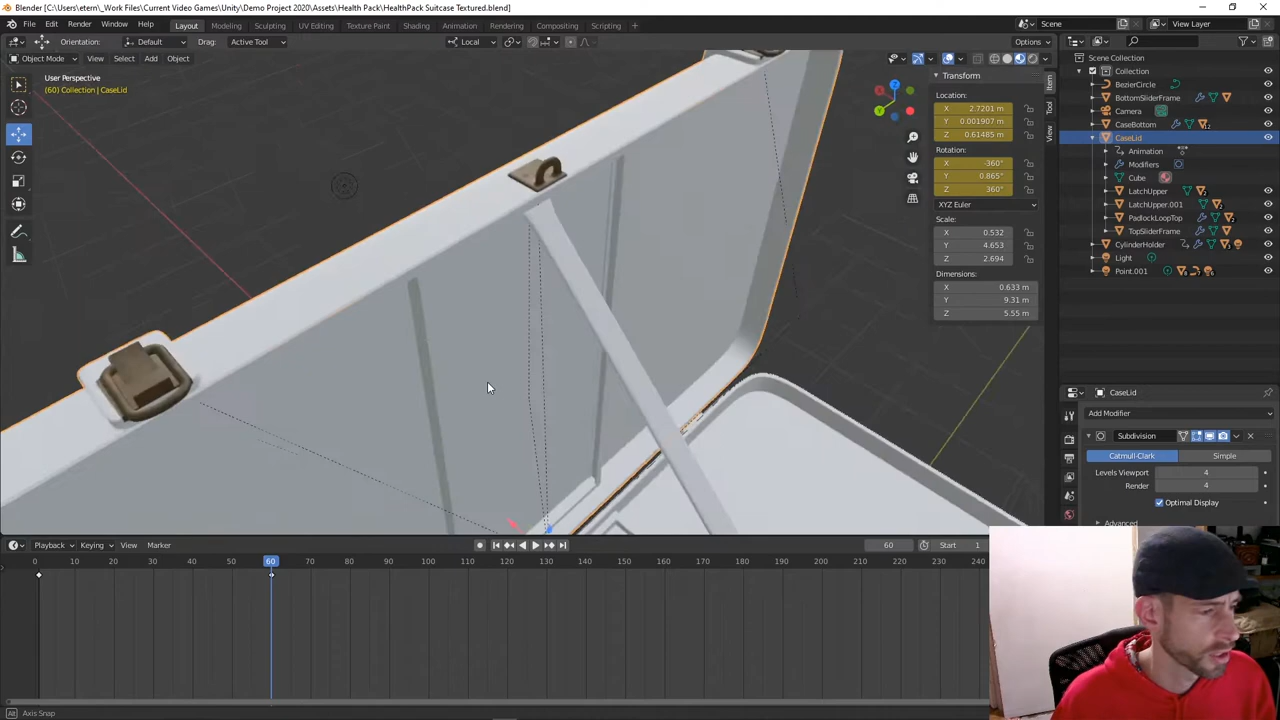 Blender [C:\Users\etern\_Work Files\Current Video Games\Unity\Demo Project 2020\Assets\Health Pack\HealthPack Suitcase Textured.blend]
File Edit Render Window Help Layout Modeling Sculpting UV Editing Texture Paint Shading Animation Rendering Compositing Scripting + Scene View Layer
Orientation: Default Drag: Active Tool Local Options
Object Mode View Select Add Object
User Perspective
(60) Collection | CaseLid
Transform
Location:
X 2.7201 m
Y 0.001907 m
Z 0.61485 m
Rotation:
X -360°
Y 0.865°
Z 360°
XYZ Euler
Scale:
X 0.532
Y 4.653
Z 2.694
Dimensions:
X 0.633 m
Y 9.31 m
Z 5.55 m
Item
Tool
View
Scene Collection
Collection
BezierCircle
BottomSliderFrame
Camera
CaseBottom
CaseLid
Animation
Modifiers
Cube
LatchUpper
LatchUpper.001
PadlockLoopTop
TopSliderFrame
CylinderHolder
Light
Point.001
CaseLid
Add Modifier
Subdivision
Catmull-Clark Simple
Levels Viewport 4
Render 4
Optimal Display
Advanced
Playback Keying View Marker 60 Start 1
0 10 20 30 40 50 60 70 80 90 100 110 120 130 140 150 160 170 180 190 200 210 220 230 240
Axis Snap